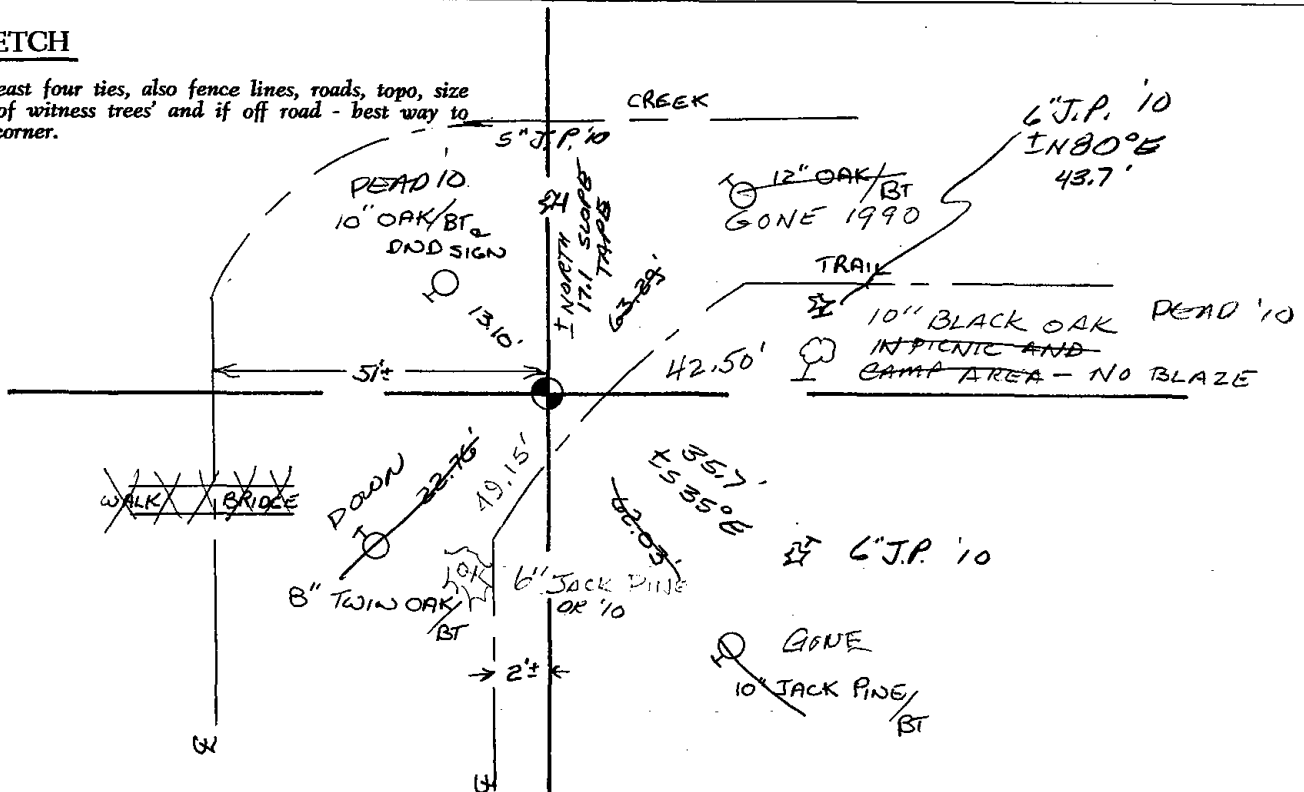 ETCH
east four ties, also fence lines, roads, topo, size
of witness trees' and if off road - best way to
corner.
CREEK
5" J.P. '10
6" J.P. '10
±N80°E
43.7'
DEAD '10
10" OAK/BT
DND SIGN
13.10'
± NORTH
17.1 SLOPE
TAPE
63.89'
12" OAK/BT
GONE 1990
TRAIL
10" BLACK OAK DEAD '10
IN PICNIC AND
CAMP AREA - NO BLAZE
42.50'
51'±
WALK BRIDGE
DOWN
22.76'
49.15'
8" TWIN OAK/BT
6" JACK PINE
OK '10
35.7'
±S35°E
62.03'
6" J.P. '10
GONE
10" JACK PINE/BT
2'±
℄
℄